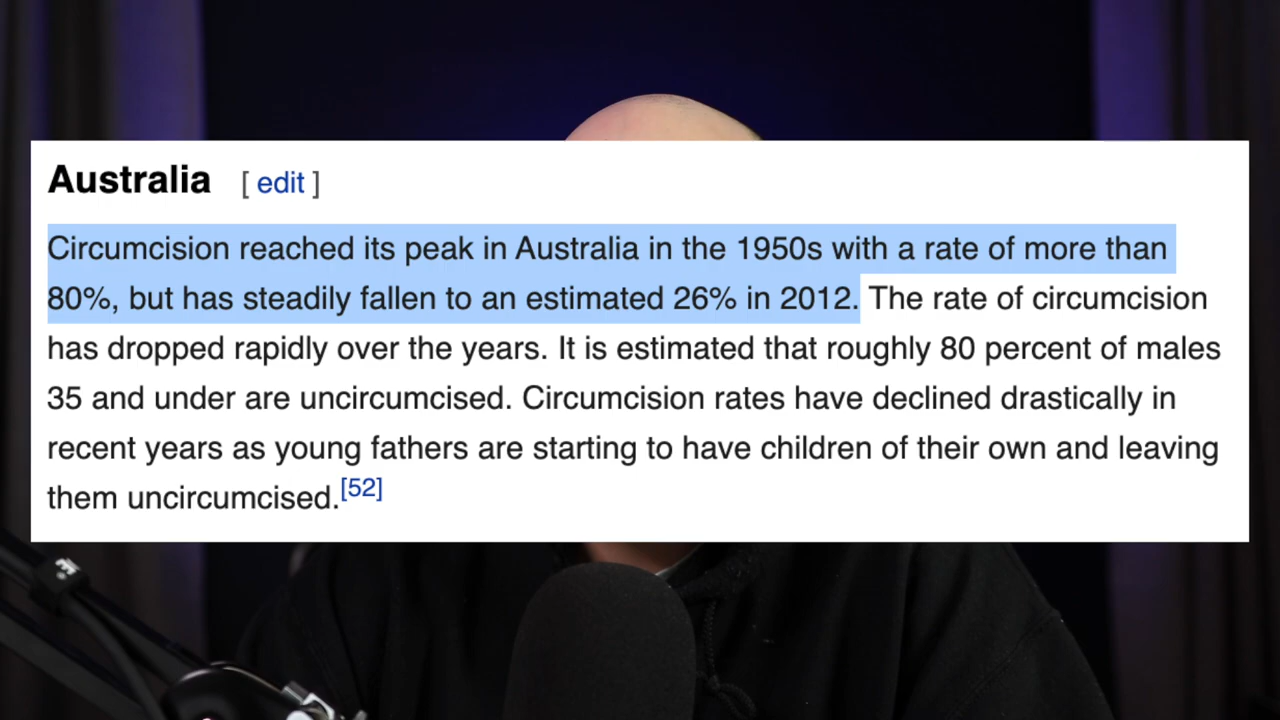 Australia [ edit ]
Circumcision reached its peak in Australia in the 1950s with a rate of more than
80%, but has steadily fallen to an estimated 26% in 2012. The rate of circumcision
has dropped rapidly over the years. It is estimated that roughly 80 percent of males
35 and under are uncircumcised. Circumcision rates have declined drastically in
recent years as young fathers are starting to have children of their own and leaving
them uncircumcised.[52]